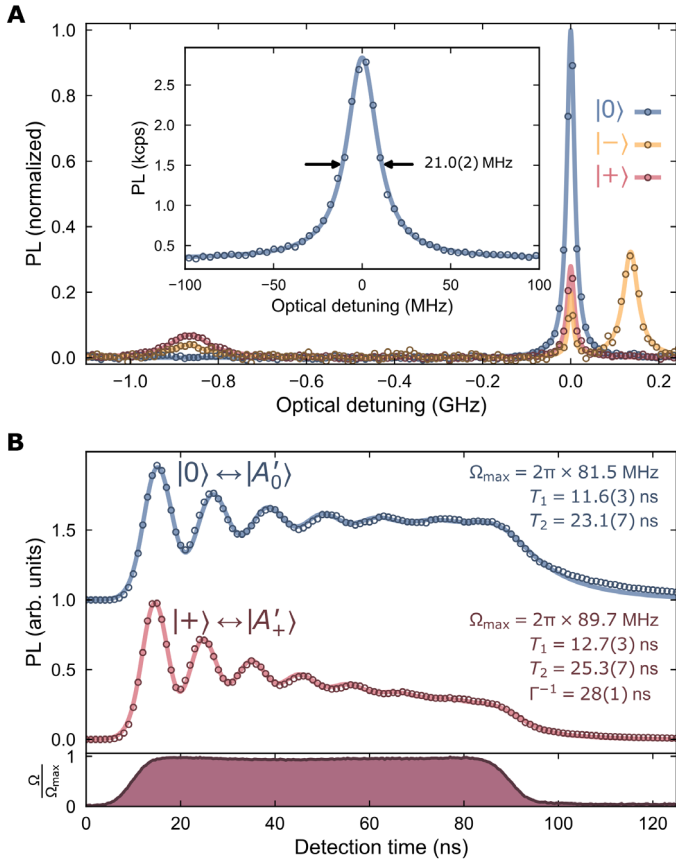 A
1.0
0.8
0.6
0.4
0.2
0.0
PL (normalized)
2.5
2.0
1.5
1.0
0.5
PL (kcps)
21.0(2) MHz
−100
−50
0
50
100
Optical detuning (MHz)
|0⟩
|−⟩
|+⟩
−1.0
−0.8
−0.6
−0.4
−0.2
0.0
0.2
Optical detuning (GHz)
B
|0⟩ ↔ |A′₀⟩
Ωmax = 2π × 81.5 MHz
T₁ = 11.6(3) ns
T₂ = 23.1(7) ns
1.5
1.0
0.5
0.0
PL (arb. units)
|+⟩ ↔ |A′₊⟩
Ωmax = 2π × 89.7 MHz
T₁ = 12.7(3) ns
T₂ = 25.3(7) ns
Γ⁻¹ = 28(1) ns
Ω
Ωmax
1
0
0
20
40
60
80
100
120
Detection time (ns)